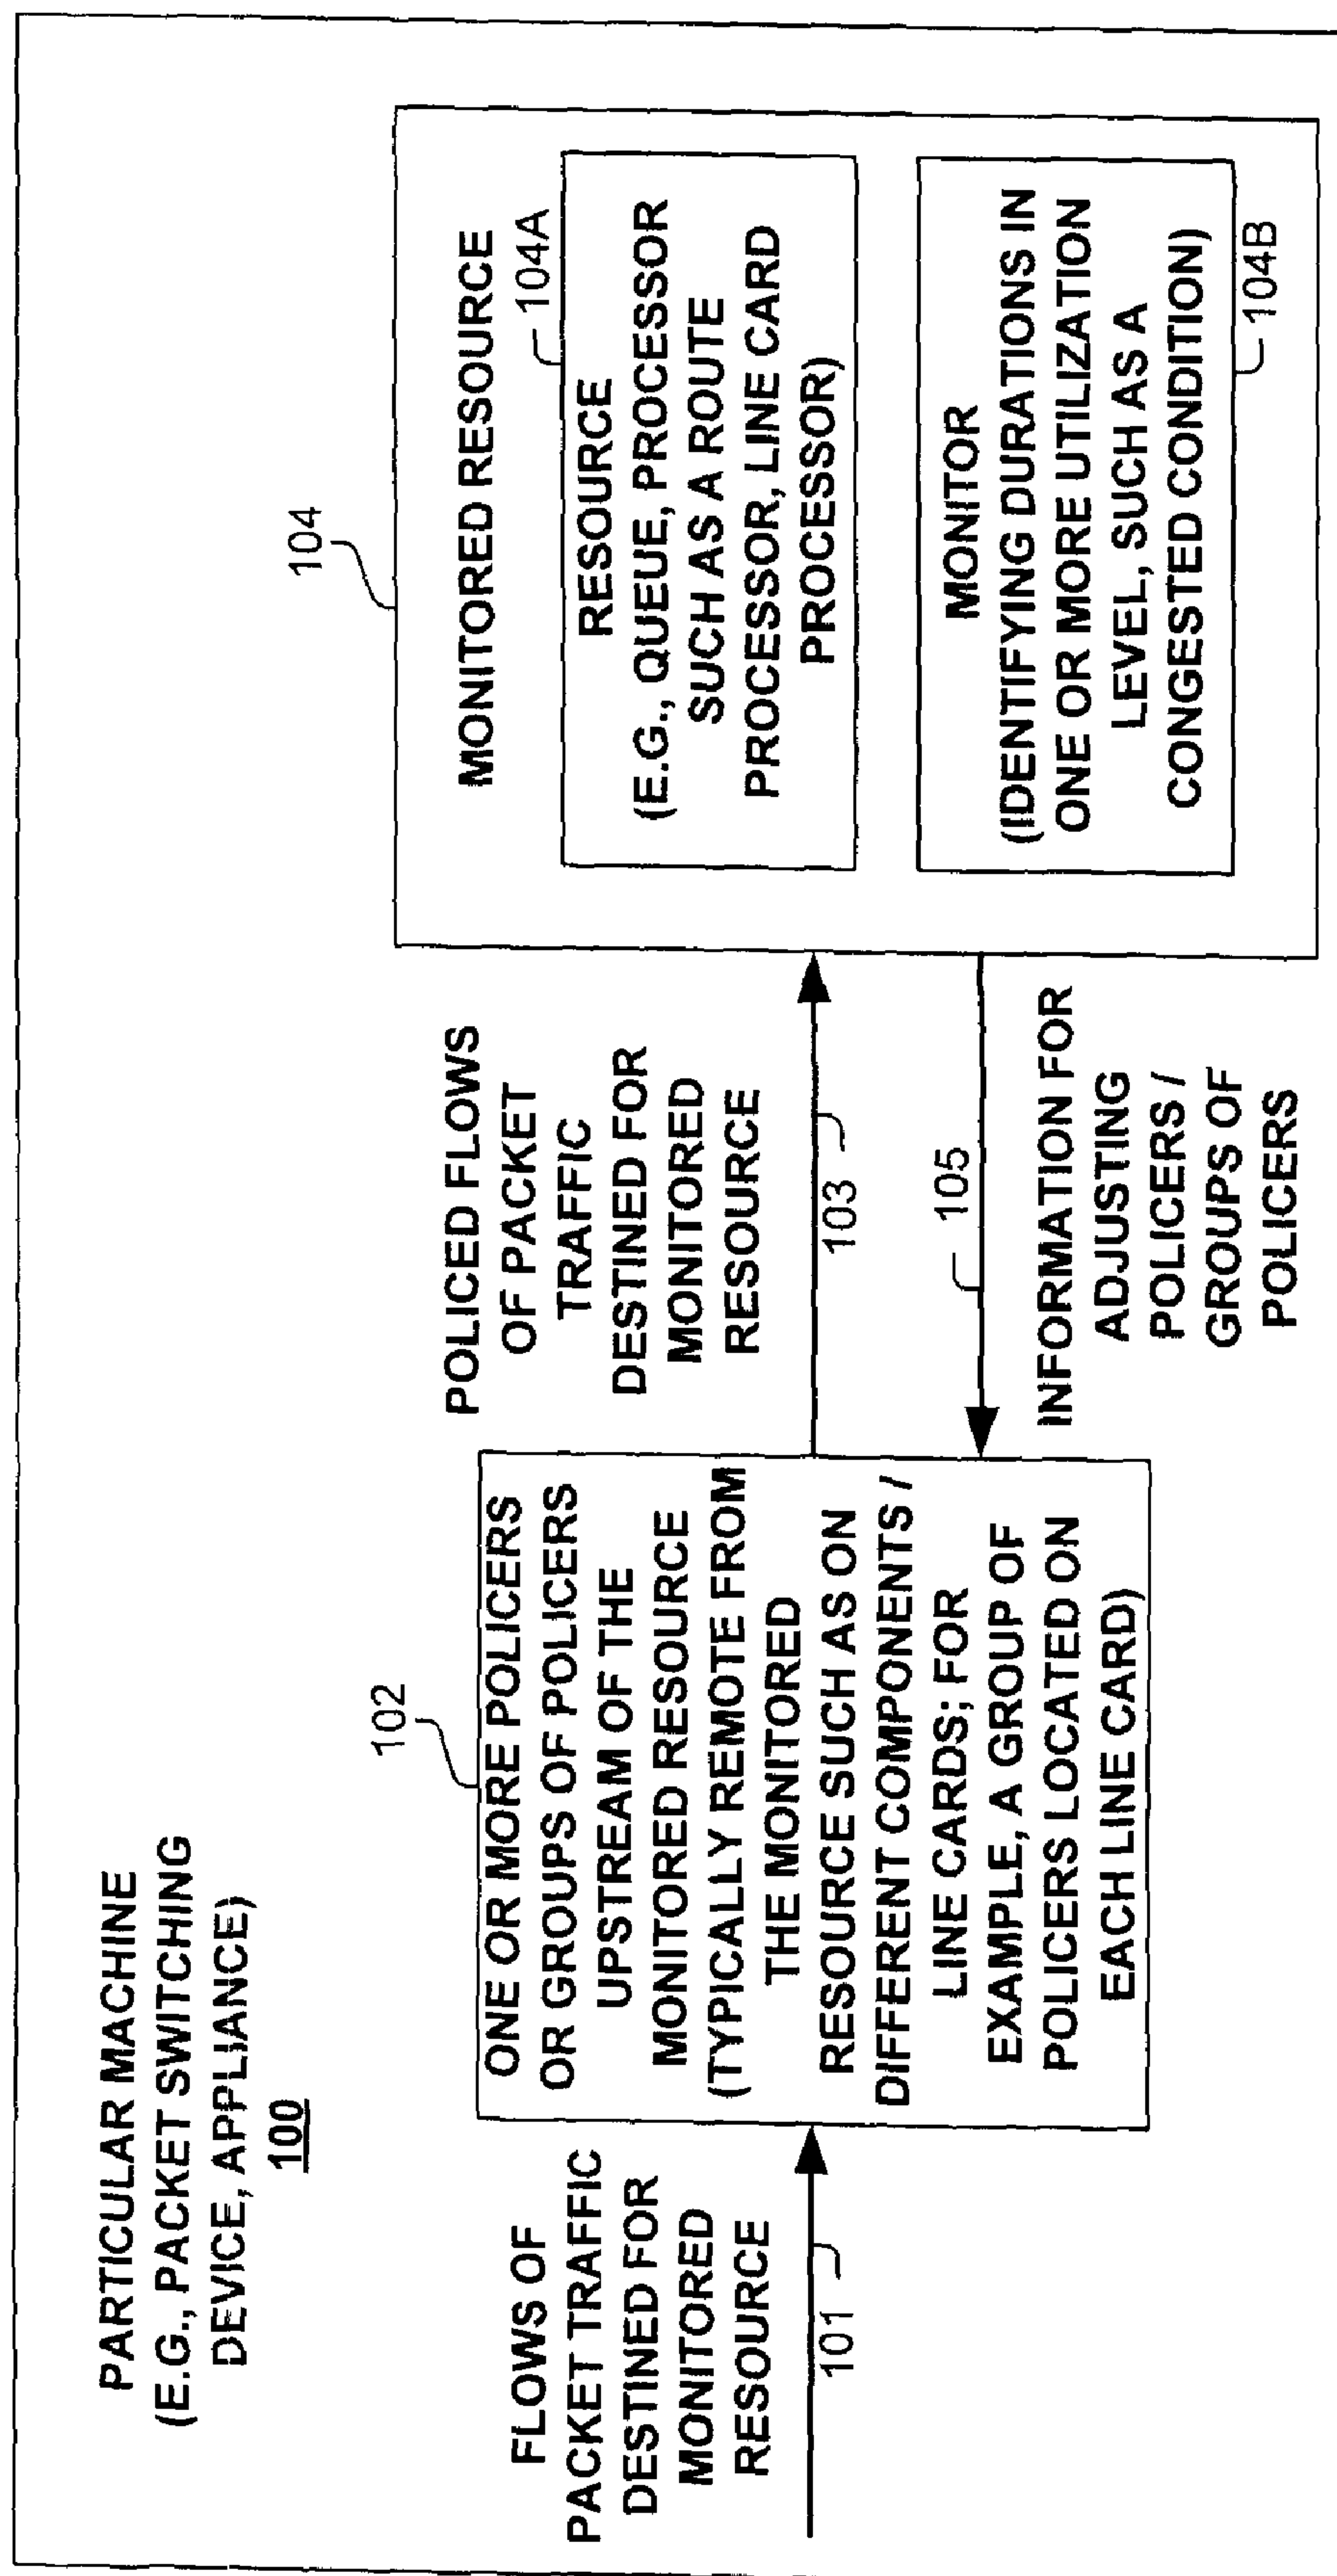 PARTICULAR MACHINE
(E.G., PACKET SWITCHING
DEVICE, APPLIANCE)
100
FLOWS OF
PACKET TRAFFIC
DESTINED FOR
MONITORED
RESOURCE
101
102
ONE OR MORE POLICERS
OR GROUPS OF POLICERS
UPSTREAM OF THE
MONITORED RESOURCE
(TYPICALLY REMOTE FROM
THE MONITORED
RESOURCE SUCH AS ON
DIFFERENT COMPONENTS /
LINE CARDS; FOR
EXAMPLE, A GROUP OF
POLICERS LOCATED ON
EACH LINE CARD)
POLICED FLOWS
OF PACKET
TRAFFIC
DESTINED FOR
MONITORED
RESOURCE
103
105
INFORMATION FOR
ADJUSTING
POLICERS /
GROUPS OF
POLICERS
104
MONITORED RESOURCE
104A
RESOURCE
(E.G., QUEUE, PROCESSOR
SUCH AS A ROUTE
PROCESSOR, LINE CARD
PROCESSOR)
MONITOR
(IDENTIFYING DURATIONS IN
ONE OR MORE UTILIZATION
LEVEL, SUCH AS A
CONGESTED CONDITION)
104B